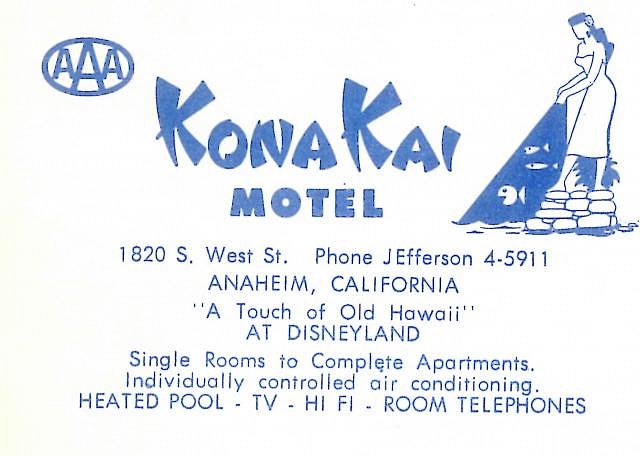 AAA
KONA KAI
MOTEL
1820 S. West St. Phone JEfferson 4-5911
ANAHEIM, CALIFORNIA
"A Touch of Old Hawaii"
AT DISNEYLAND
Single Rooms to Complete Apartments.
Individually controlled air conditioning.
HEATED POOL - TV - HI FI - ROOM TELEPHONES